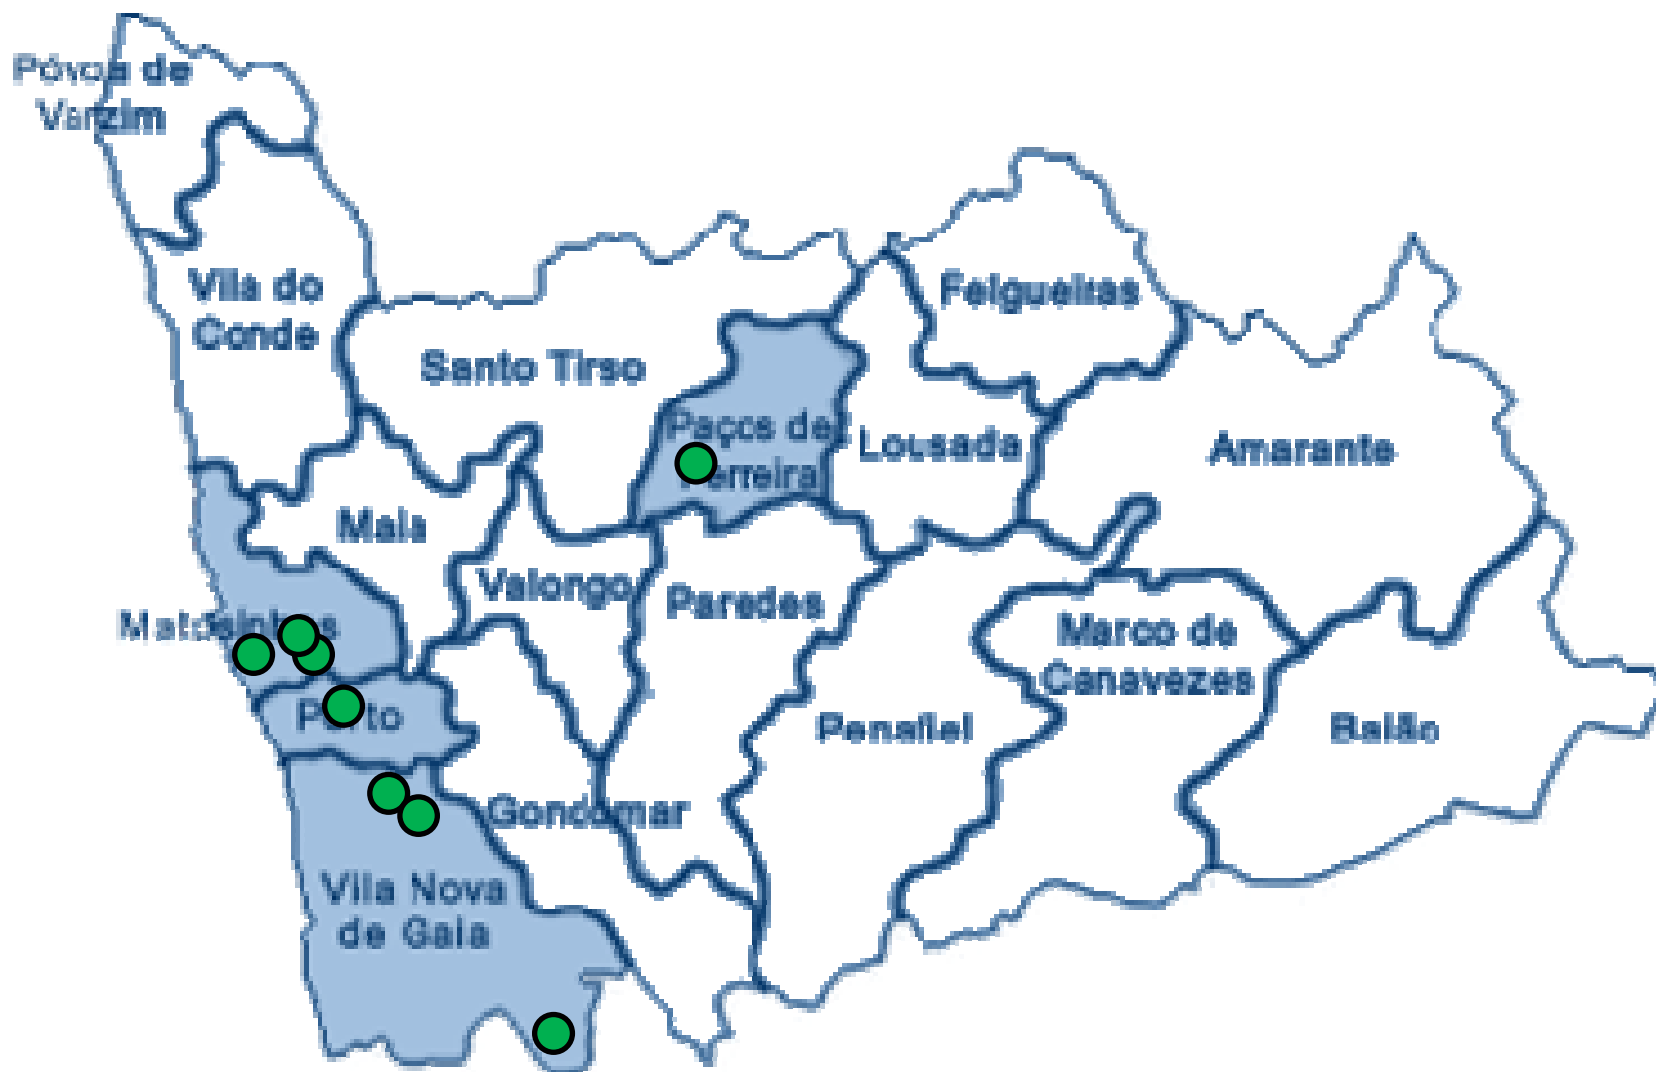 Póvoa de
Varzim
Vila do
Conde
Felgueiras
Santo Tirso
Paços de
Ferreira
Lousada
Amarante
Maia
Valongo
Paredes
Matosinhos
Marco de
Canavezes
Porto
Penafiel
Baião
Gondomar
Vila Nova
de Gaia